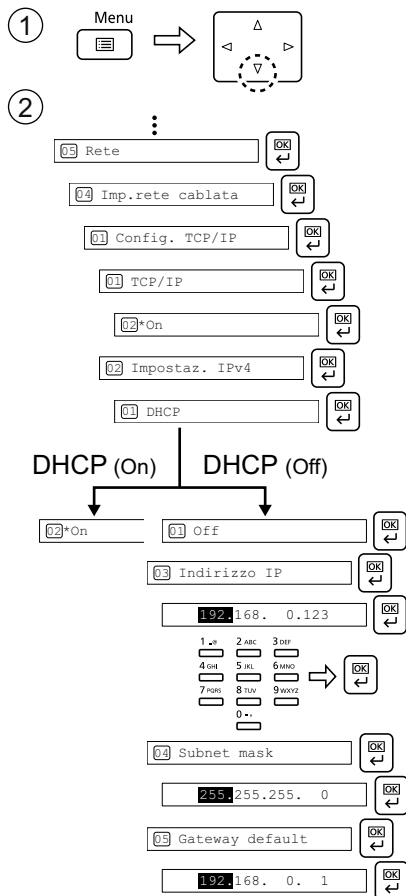 1
Menu
2
05 Rete OK
04 Imp.rete cablata OK
01 Config. TCP/IP OK
01 TCP/IP OK
02*On OK
02 Impostaz. IPv4 OK
01 DHCP OK
DHCP (On) DHCP (Off)
02*On 01 Off OK
03 Indirizzo IP OK
192.168.  0.123 OK
1 .@ 2 ABC 3 DEF
4 GHI 5 JKL 6 MNO OK
7 PQRS 8 TUV 9 WXYZ
0 -,
04 Subnet mask OK
255.255.255.  0 OK
05 Gateway default OK
192.168.  0.  1 OK